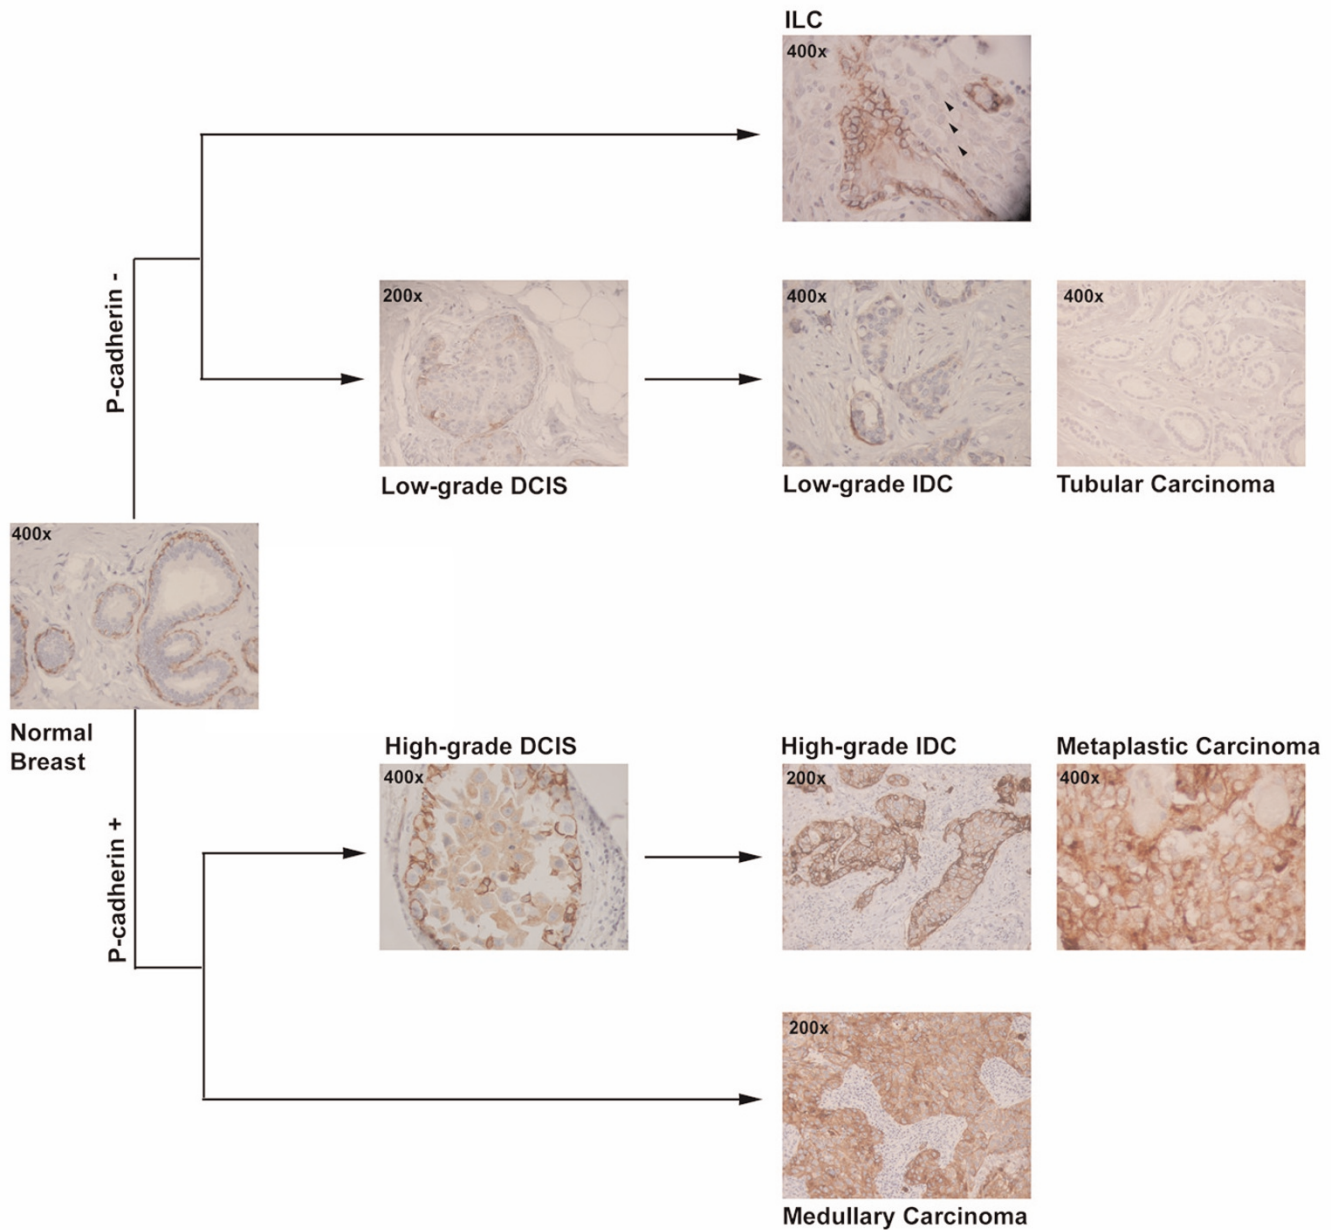 ILC
400x
P-cadherin -
200x
Low-grade DCIS
400x
Low-grade IDC
400x
Tubular Carcinoma
400x
Normal
Breast
P-cadherin +
High-grade DCIS
400x
High-grade IDC
200x
Metaplastic Carcinoma
400x
200x
Medullary Carcinoma